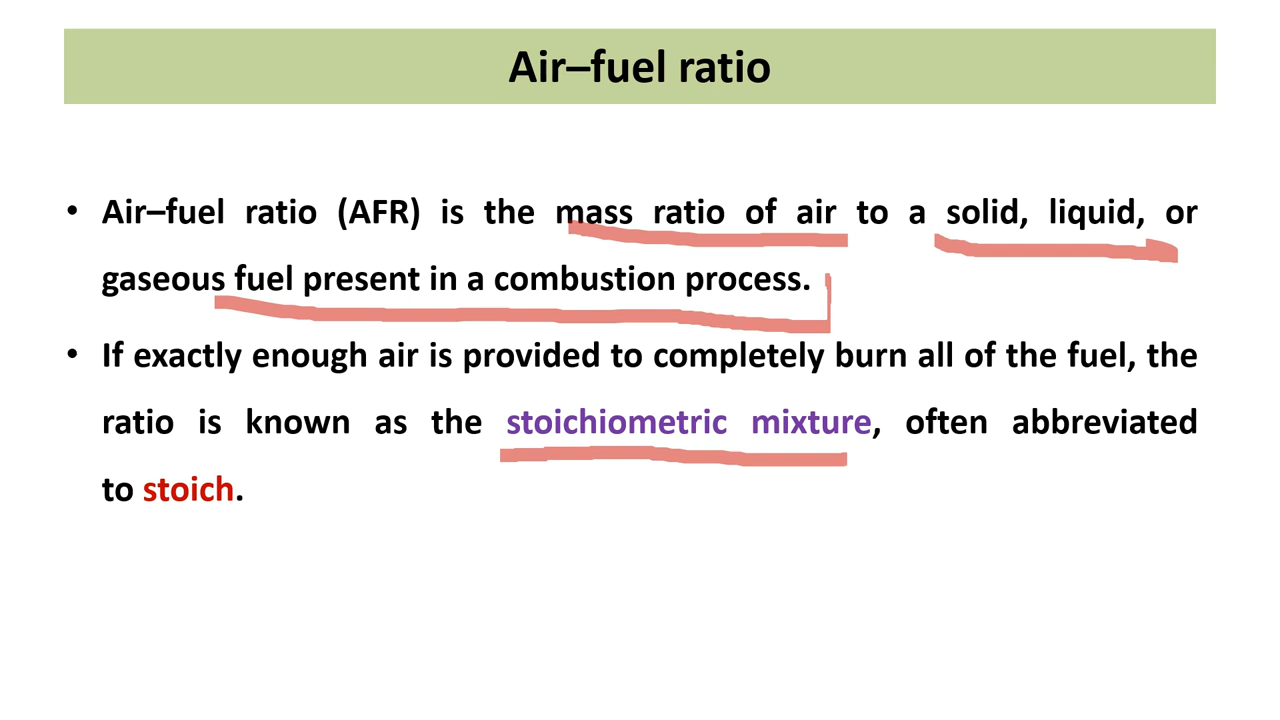 Air–fuel ratio
• Air–fuel ratio (AFR) is the mass ratio of air to a solid, liquid, or
gaseous fuel present in a combustion process.
• If exactly enough air is provided to completely burn all of the fuel, the
ratio is known as the stoichiometric mixture, often abbreviated
to stoich.